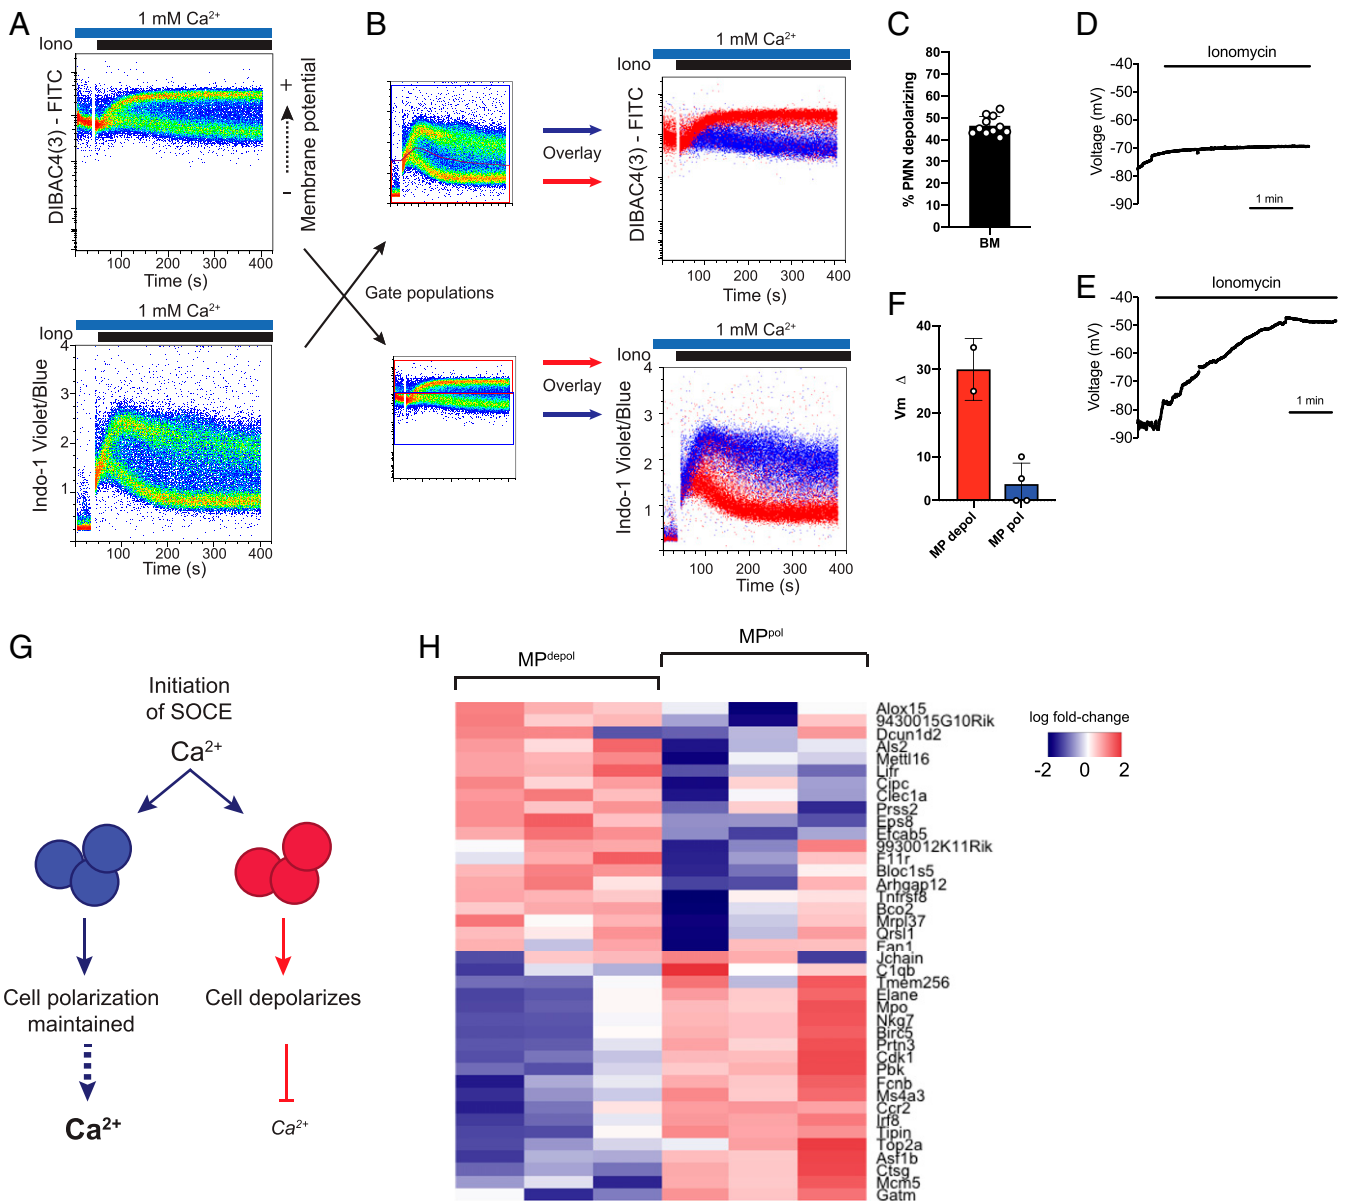 A
1 mM Ca²⁺
Iono
DIBAC4(3) - FITC
+
-
Membrane potential
100 200 300 400
Time (s)
1 mM Ca²⁺
Iono
Indo-1 Violet/Blue
4
3
2
1
100 200 300 400
Time (s)
B
Gate populations
Overlay
1 mM Ca²⁺
Iono
DIBAC4(3) - FITC
100 200 300 400
Time (s)
Overlay
1 mM Ca²⁺
Iono
Indo-1 Violet/Blue
4
3
2
1
100 200 300 400
Time (s)
C
% PMN depolarizing
80
70
60
50
40
30
20
10
0
BM
D
Ionomycin
Voltage (mV)
-40
-50
-60
-70
-80
-90
1 min
E
Ionomycin
Voltage (mV)
-40
-50
-60
-70
-80
-90
1 min
F
Vm Δ
40
30
20
10
0
MP depol
MP pol
G
Initiation
of SOCE
Ca²⁺
Cell polarization
maintained
Cell depolarizes
Ca²⁺
Ca²⁺
H
MPdepol
MPpol
Alox15
9430015G10Rik
Dcun1d2
Als2
Mettl16
Lifr
Cipc
Clec1a
Prss2
Eps8
Efcab5
9930012K11Rik
F11r
Bloc1s5
Arhgap12
Tnfrsf8
Bco2
Mrpl37
Qrsl1
Fan1
Jchain
C1qb
Tmem256
Elane
Mpo
Nkg7
Birc5
Prtn3
Cdk1
Pbk
Fcnb
Ms4a3
Ccr2
Irf8
Tipin
Top2a
Asf1b
Ctsg
Mcm5
Gatm
log fold-change
-2 0 2